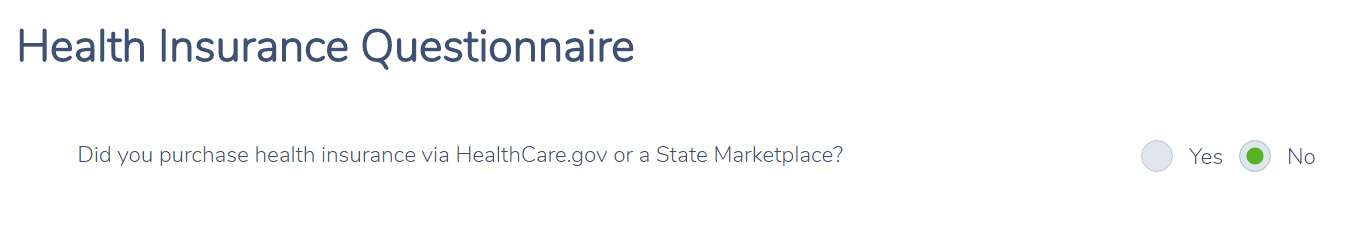 Health Insurance Questionnaire
Did you purchase health insurance via HealthCare.gov or a State Marketplace? Yes No